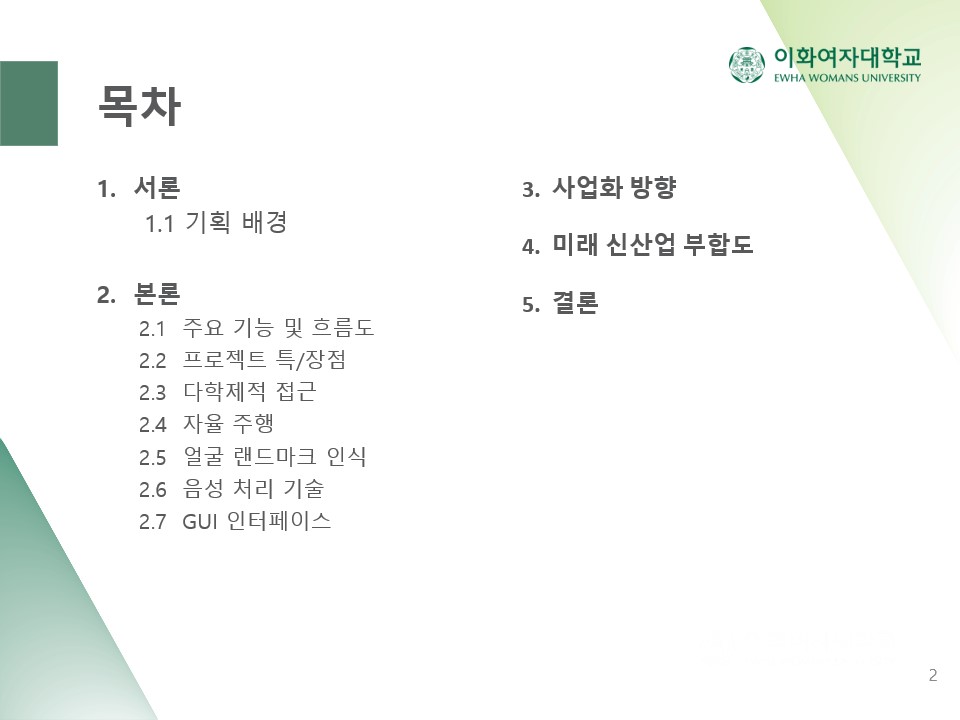 이화여자대학교
EWHA WOMANS UNIVERSITY
목차
1. 서론
1.1 기획 배경
2. 본론
2.1 주요 기능 및 흐름도
2.2 프로젝트 특/장점
2.3 다학제적 접근
2.4 자율 주행
2.5 얼굴 랜드마크 인식
2.6 음성 처리 기술
2.7 GUI 인터페이스
3. 사업화 방향
4. 미래 신산업 부합도
5. 결론
2